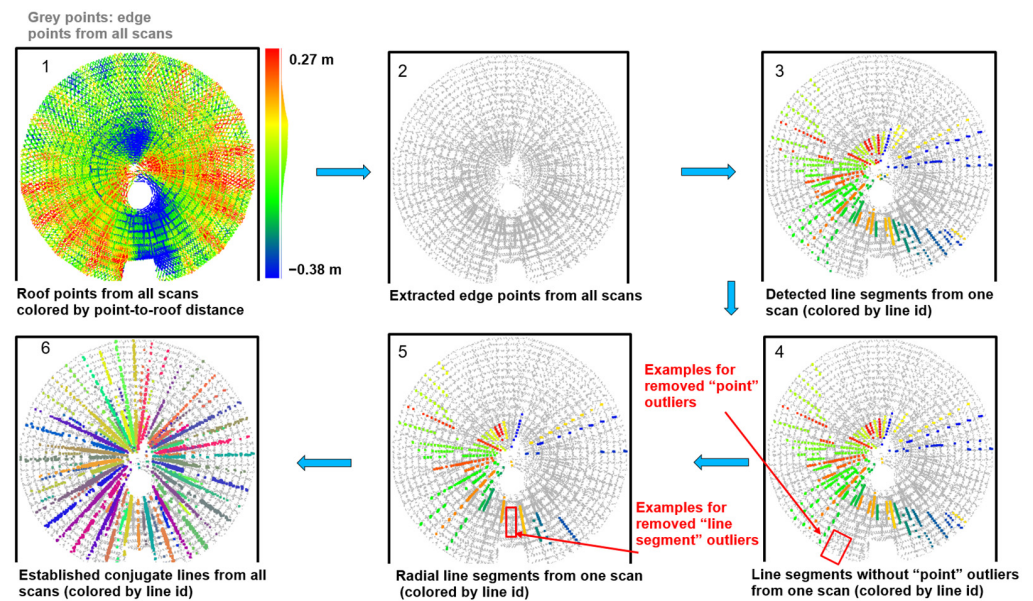 Grey points: edge
points from all scans
1
0.27 m
−0.38 m
Roof points from all scans
colored by point-to-roof distance
2
Extracted edge points from all scans
3
Detected line segments from one
scan (colored by line id)
4
Examples for
removed “point”
outliers
Line segments without “point” outliers
from one scan (colored by line id)
5
Examples for
removed “line
segment” outliers
Radial line segments from one scan
(colored by line id)
6
Established conjugate lines from all
scans (colored by line id)